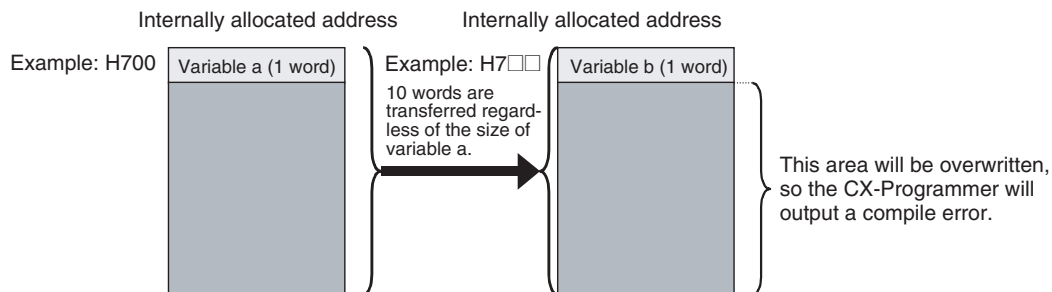 Internally allocated address
Internally allocated address
Example: H700
Variable a (1 word)
Example: H7□□
Variable b (1 word)
10 words are
transferred regard-
less of the size of
variable a.
This area will be overwritten,
so the CX-Programmer will
output a compile error.